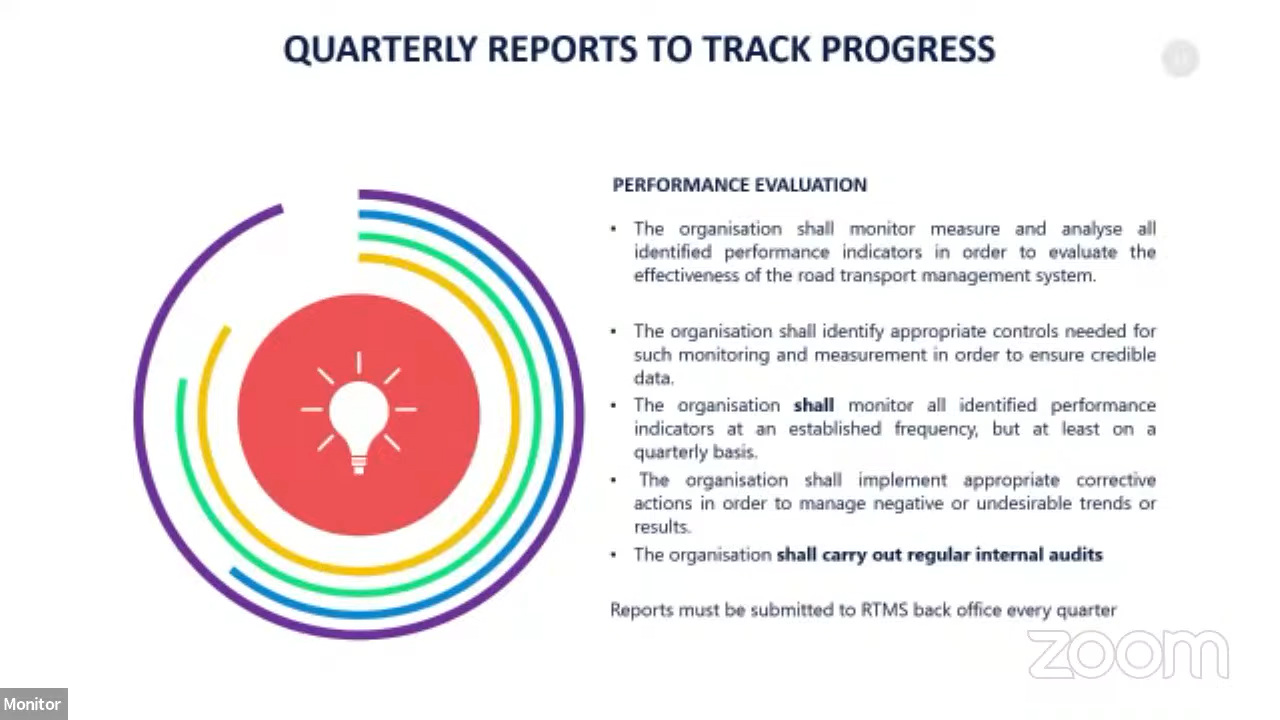 QUARTERLY REPORTS TO TRACK PROGRESS
PERFORMANCE EVALUATION
• The organisation shall monitor measure and analyse all
identified performance indicators in order to evaluate the
effectiveness of the road transport management system.
• The organisation shall identify appropriate controls needed for
such monitoring and measurement in order to ensure credible
data.
• The organisation shall monitor all identified performance
indicators at an established frequency, but at least on a
quarterly basis.
• The organisation shall implement appropriate corrective
actions in order to manage negative or undesirable trends or
results.
• The organisation shall carry out regular internal audits
Reports must be submitted to RTMS back office every quarter
zoom
Monitor